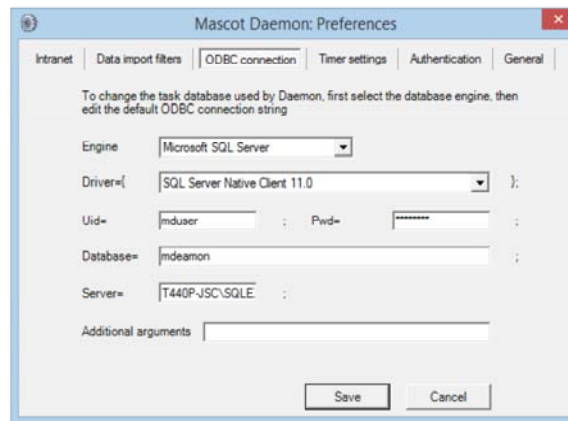 Mascot Daemon: Preferences
Intranet Data import filters ODBC connection Timer settings Authentication General
To change the task database used by Daemon, first select the database engine, then
edit the default ODBC connection string
Engine Microsoft SQL Server
Driver={ SQL Server Native Client 11.0 };
Uid= mduser ; Pwd= ******** ;
Database= mdeamon ;
Server= T440P-JSC\SQLE ;
Additional arguments
Save Cancel